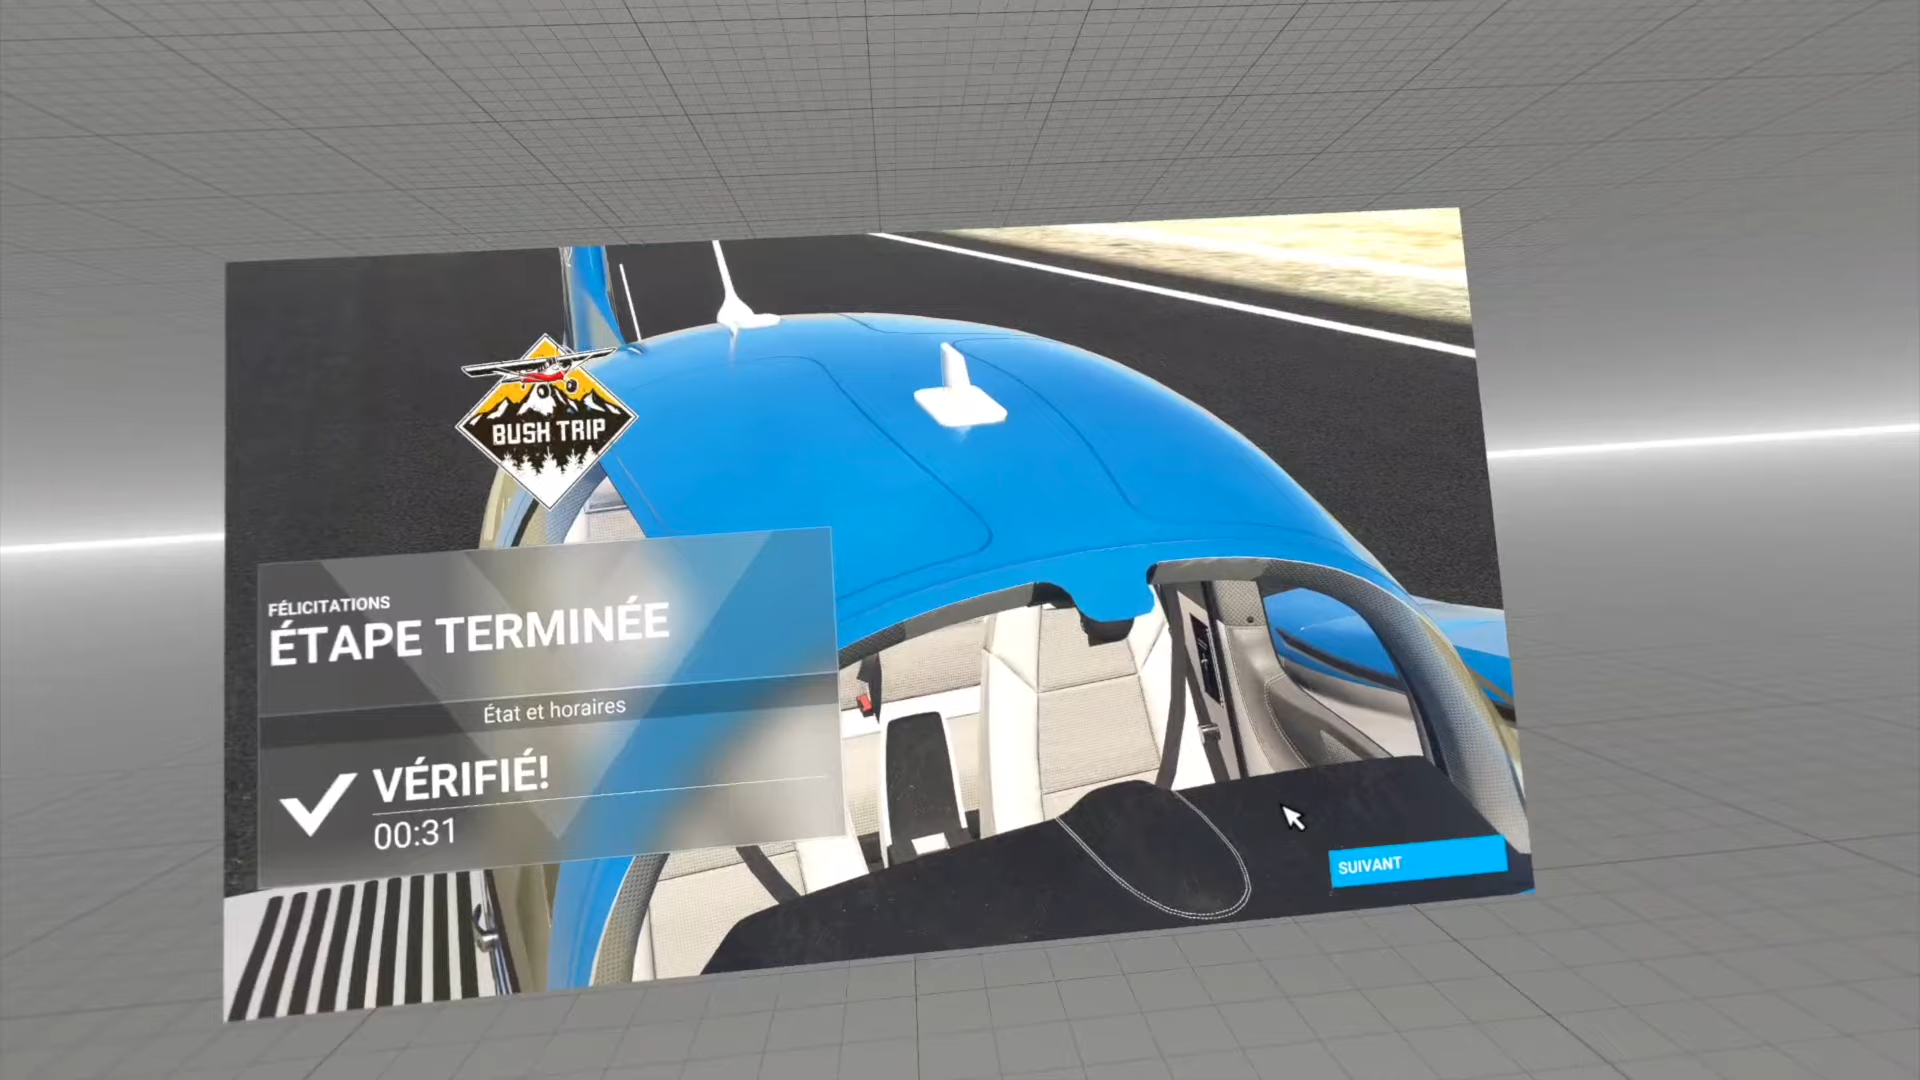 BUSH TRIP
FÉLICITATIONS
ÉTAPE TERMINÉE
État et horaires
VÉRIFIÉ!
00:31
SUIVANT